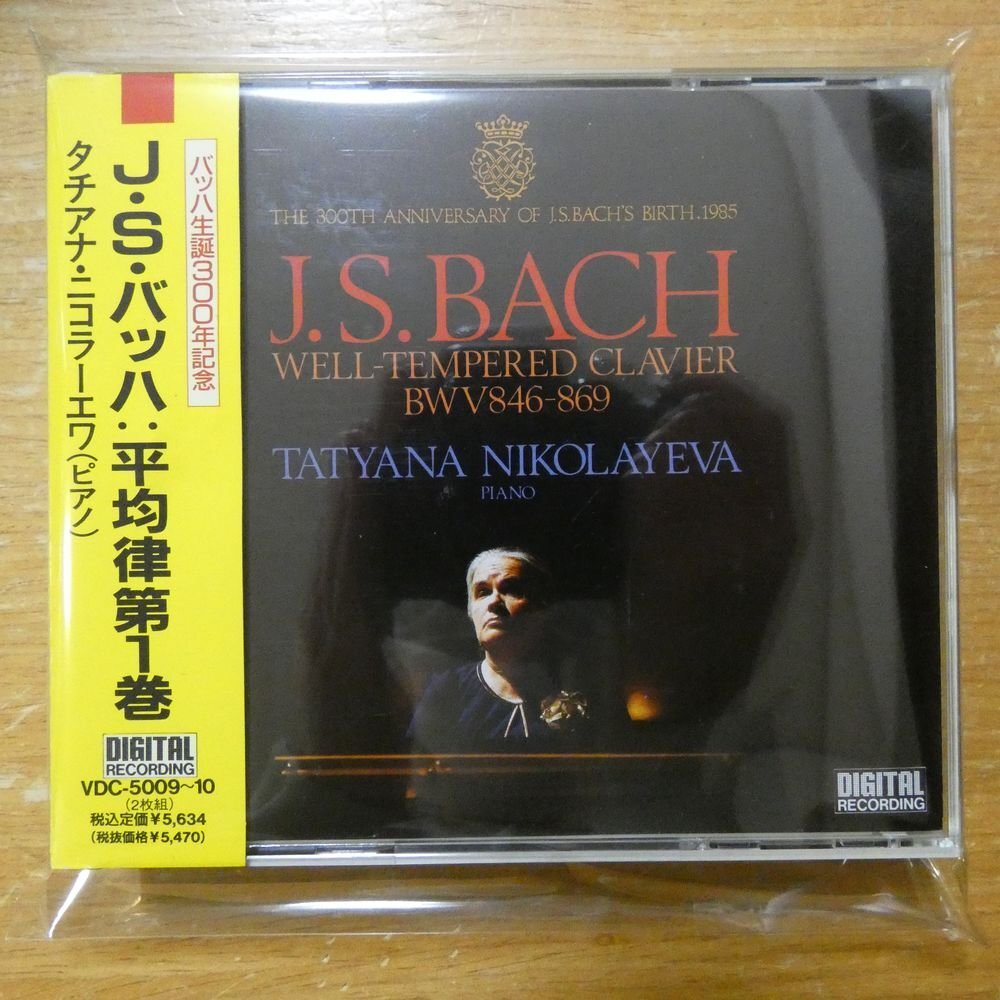 バッハ生誕300年記念
J・S・バッハ:平均律第1巻
タチアナ・ニコラーエワ(ピアノ)
DIGITAL
RECORDING
VDC-5009~10
(2枚組)
税込定価¥5,634
(税抜価格¥5,470)
THE 300TH ANNIVERSARY OF J.S.BACH'S BIRTH.1985
J.S.BACH
WELL-TEMPERED CLAVIER
BWV846-869
TATYANA NIKOLAYEVA
PIANO
DIGITAL
RECORDING